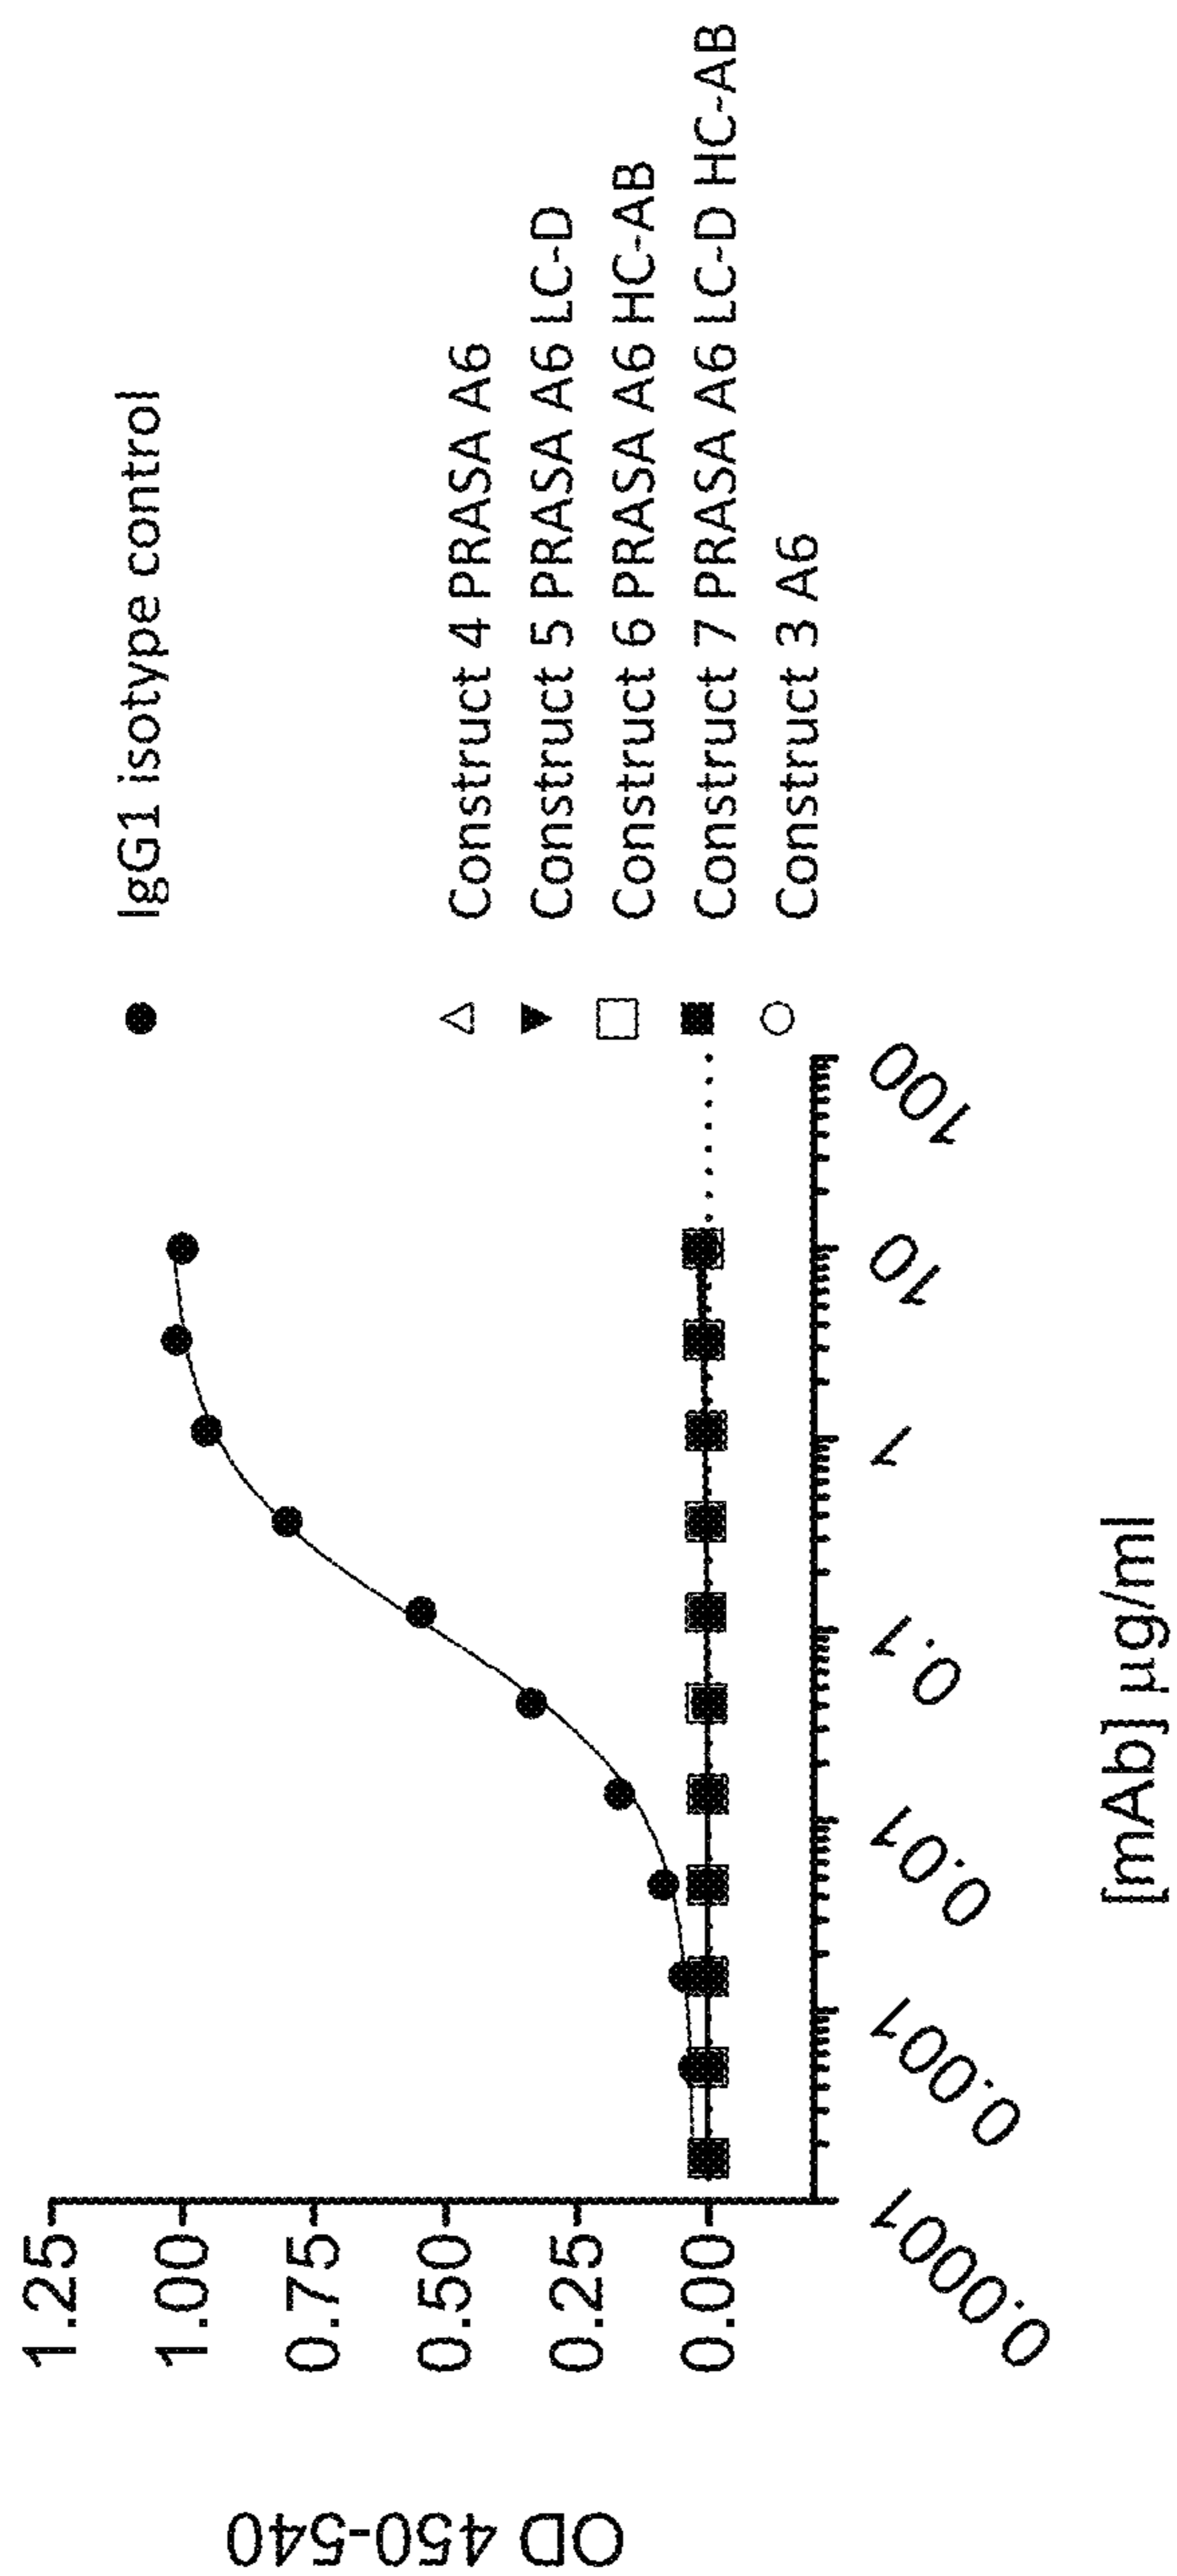 OD 450-540
1.25
1.00
0.75
0.50
0.25
0.00
0.0001
0.001
0.01
0.1
1
10
100
[mAb] µg/ml
IgG1 isotype control
Construct 4 PRASA A6
Construct 5 PRASA A6 LC-D
Construct 6 PRASA A6 HC-AB
Construct 7 PRASA A6 LC-D HC-AB
Construct 3 A6